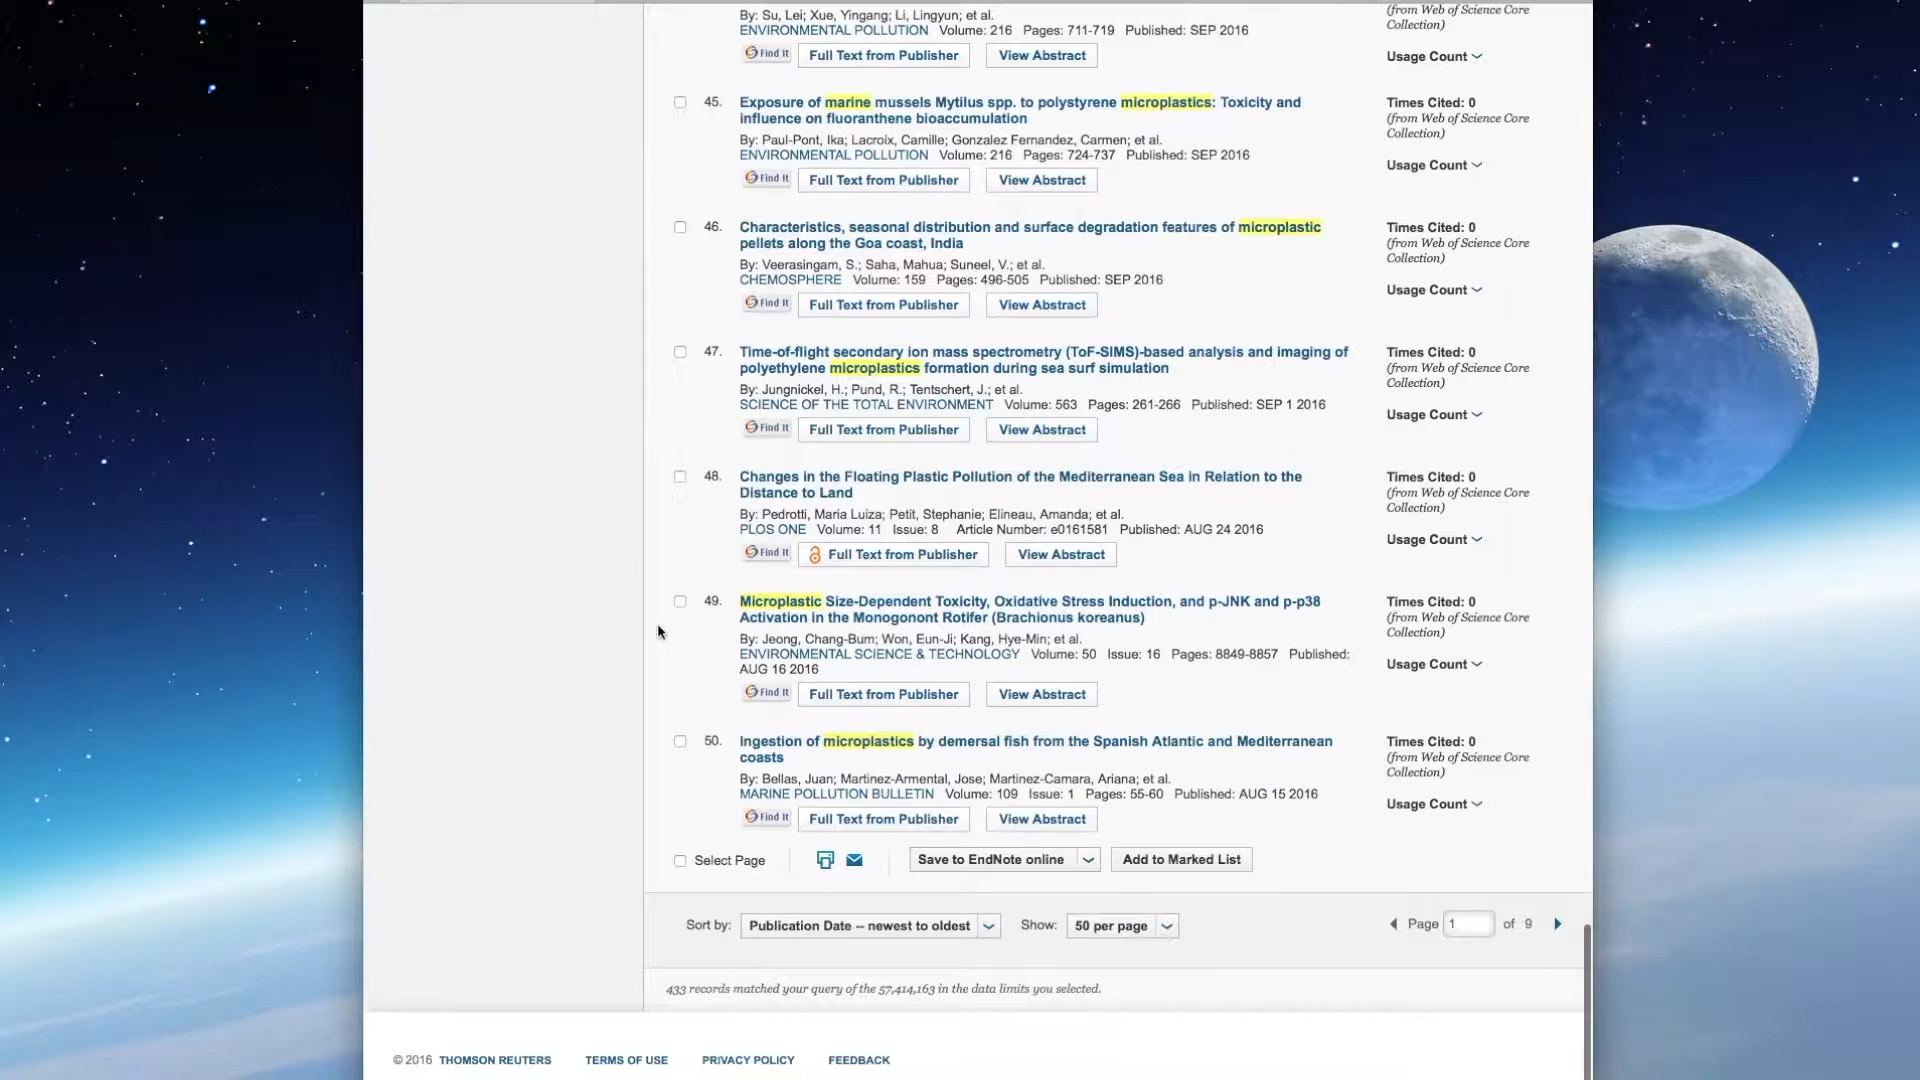 By: Su, Lei; Xue, Yingang; Li, Lingyun; et al.
ENVIRONMENTAL POLLUTION Volume: 216 Pages: 711-719 Published: SEP 2016
Find It Full Text from Publisher View Abstract
(from Web of Science Core
Collection)
Usage Count
45. Exposure of marine mussels Mytilus spp. to polystyrene microplastics: Toxicity and
influence on fluoranthene bioaccumulation
By: Paul-Pont, Ika; Lacroix, Camille; Gonzalez Fernandez, Carmen; et al.
ENVIRONMENTAL POLLUTION Volume: 216 Pages: 724-737 Published: SEP 2016
Find It Full Text from Publisher View Abstract
Times Cited: 0
(from Web of Science Core
Collection)
Usage Count
46. Characteristics, seasonal distribution and surface degradation features of microplastic
pellets along the Goa coast, India
By: Veerasingam, S.; Saha, Mahua; Suneel, V.; et al.
CHEMOSPHERE Volume: 159 Pages: 496-505 Published: SEP 2016
Find It Full Text from Publisher View Abstract
Times Cited: 0
(from Web of Science Core
Collection)
Usage Count
47. Time-of-flight secondary ion mass spectrometry (ToF-SIMS)-based analysis and imaging of
polyethylene microplastics formation during sea surf simulation
By: Jungnickel, H.; Pund, R.; Tentschert, J.; et al.
SCIENCE OF THE TOTAL ENVIRONMENT Volume: 563 Pages: 261-266 Published: SEP 1 2016
Find It Full Text from Publisher View Abstract
Times Cited: 0
(from Web of Science Core
Collection)
Usage Count
48. Changes in the Floating Plastic Pollution of the Mediterranean Sea in Relation to the
Distance to Land
By: Pedrotti, Maria Luiza; Petit, Stephanie; Elineau, Amanda; et al.
PLOS ONE Volume: 11 Issue: 8 Article Number: e0161581 Published: AUG 24 2016
Find It Full Text from Publisher View Abstract
Times Cited: 0
(from Web of Science Core
Collection)
Usage Count
49. Microplastic Size-Dependent Toxicity, Oxidative Stress Induction, and p-JNK and p-p38
Activation in the Monogonont Rotifer (Brachionus koreanus)
By: Jeong, Chang-Bum; Won, Eun-Ji; Kang, Hye-Min; et al.
ENVIRONMENTAL SCIENCE & TECHNOLOGY Volume: 50 Issue: 16 Pages: 8849-8857 Published:
AUG 16 2016
Find It Full Text from Publisher View Abstract
Times Cited: 0
(from Web of Science Core
Collection)
Usage Count
50. Ingestion of microplastics by demersal fish from the Spanish Atlantic and Mediterranean
coasts
By: Bellas, Juan; Martinez-Armental, Jose; Martinez-Camara, Ariana; et al.
MARINE POLLUTION BULLETIN Volume: 109 Issue: 1 Pages: 55-60 Published: AUG 15 2016
Find It Full Text from Publisher View Abstract
Times Cited: 0
(from Web of Science Core
Collection)
Usage Count
Select Page Save to EndNote online Add to Marked List
Sort by: Publication Date -- newest to oldest Show: 50 per page Page 1 of 9
433 records matched your query of the 57,414,163 in the data limits you selected.
© 2016 THOMSON REUTERS TERMS OF USE PRIVACY POLICY FEEDBACK